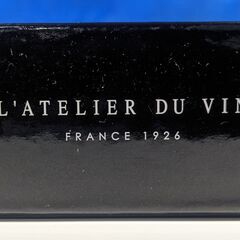 L'ATELIER DU VIN
FRANCE 1926